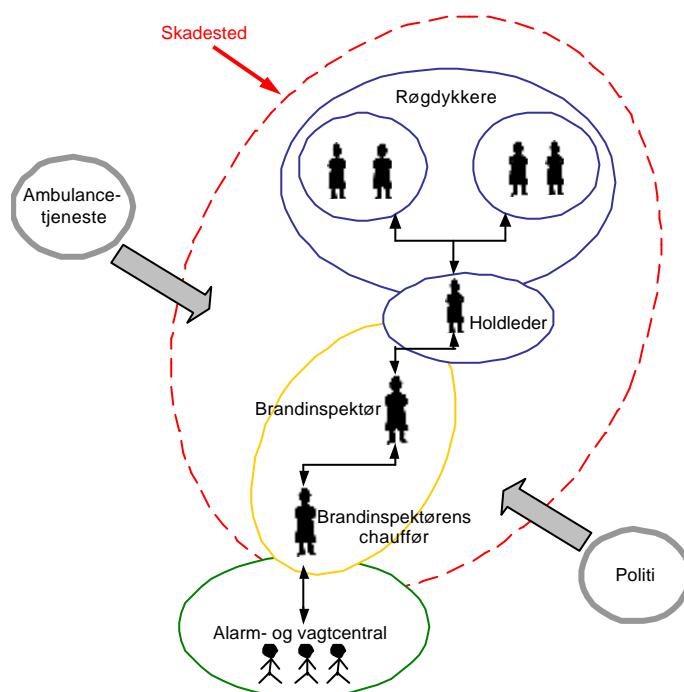 Skadested
Røgdykkere
Ambulance-
tjeneste
Holdleder
Brandinspektør
Brandinspektørens
chauffør
Politi
Alarm- og vagtcentral